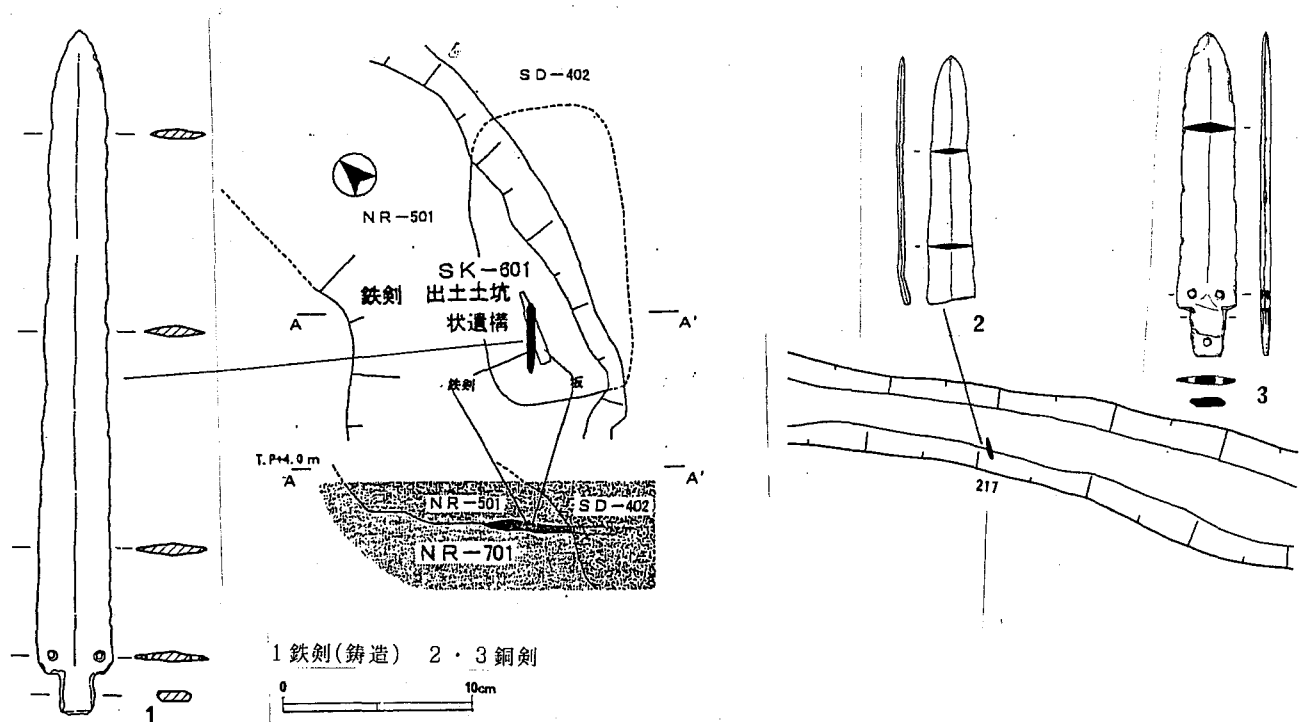 SD-402
NR-501
SK-601
鉄剣 出土土坑
状遺構
A
A'
鉄剣
板
T.P+4.0m
A
A'
NR-501
SD-402
NR-701
1
1鉄剣(鋳造) 2・3銅剣
0 10cm
2
3
217